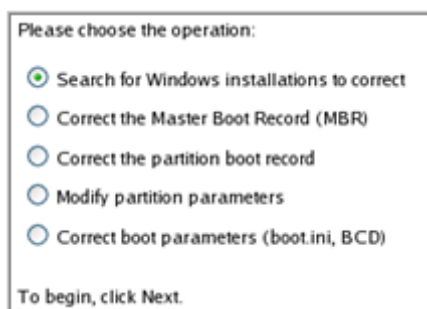 Please choose the operation:
Search for Windows installations to correct
Correct the Master Boot Record (MBR)
Correct the partition boot record
Modify partition parameters
Correct boot parameters (boot.ini, BCD)
To begin, click Next.